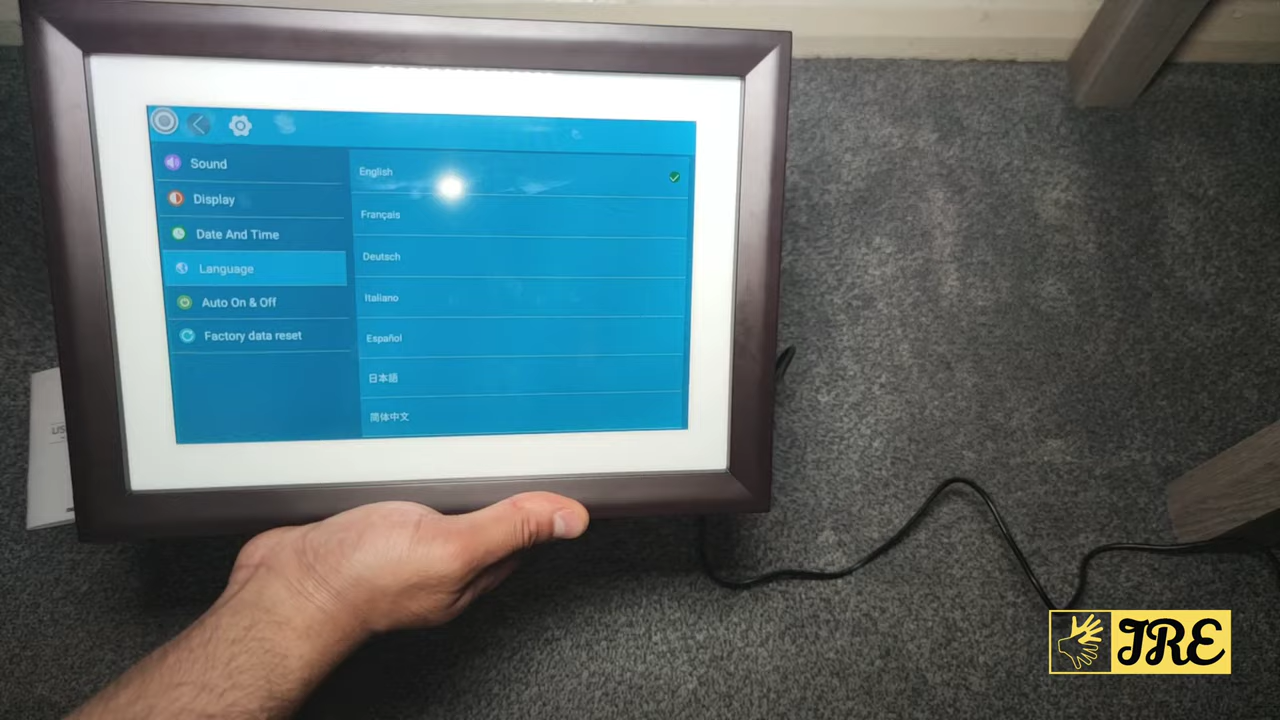 Sound
Display
Date And Time
Language
Auto On & Off
Factory data reset
English
Français
Deutsch
Italiano
Español
日本語
简体中文
JRE